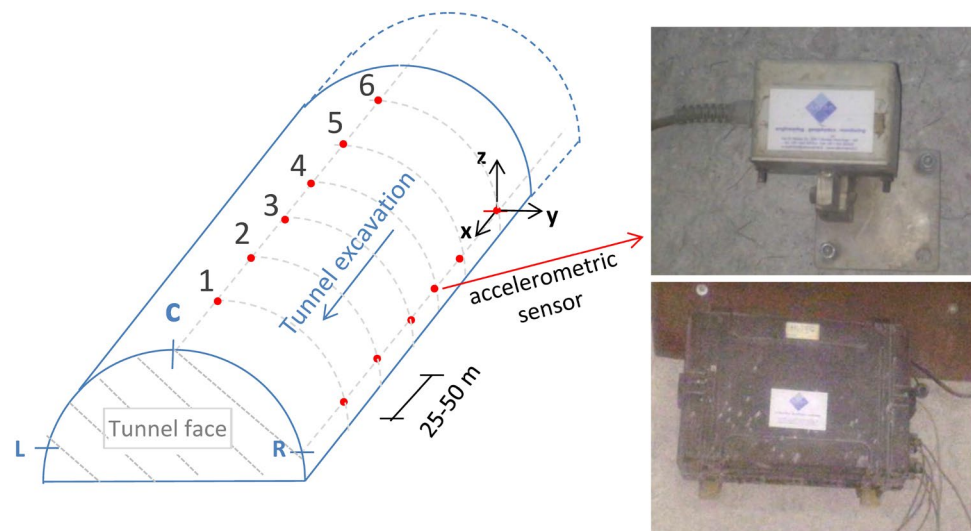 6
5
4
3
2
1
z
x
y
Tunnel excavation
accelerometric
sensor
C
25-50 m
Tunnel face
L
R